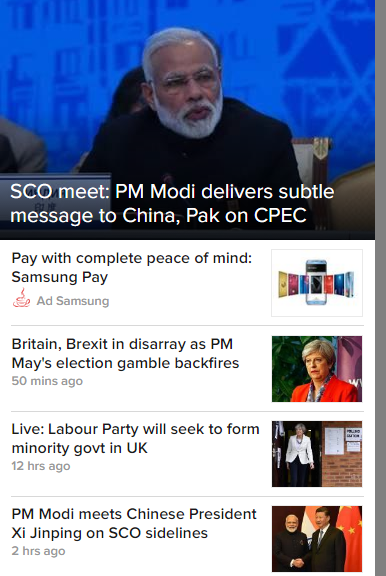 SCO meet: PM Modi delivers subtle
message to China, Pak on CPEC
Pay with complete peace of mind:
Samsung Pay
Ad Samsung
Britain, Brexit in disarray as PM
May's election gamble backfires
50 mins ago
Live: Labour Party will seek to form
minority govt in UK
12 hrs ago
PM Modi meets Chinese President
Xi Jinping on SCO sidelines
2 hrs ago